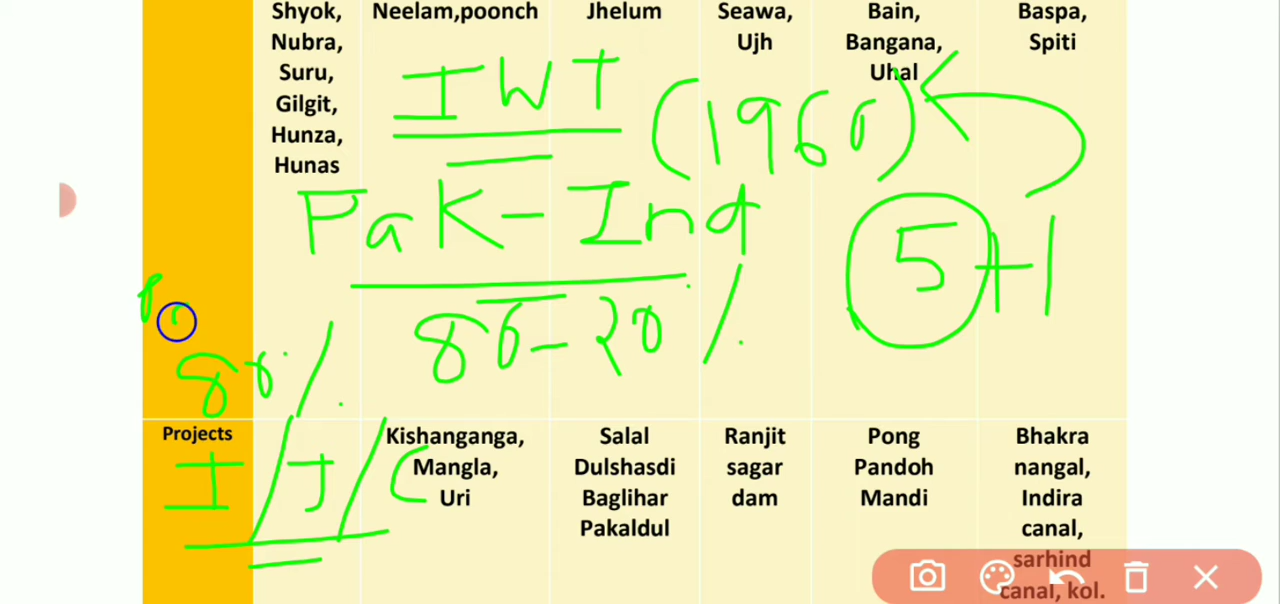 Shyok,
Nubra,
Suru,
Gilgit,
Hunza,
Hunas
Neelam,poonch
Jhelum
Seawa,
Ujh
Bain,
Bangana,
Uhal
Baspa,
Spiti
IWT (1960)
Pak-Ind
5+1
80-20%
80%
Projects
I/J/C
Kishanganga,
Mangla,
Uri
Salal
Dulshasdi
Baglihar
Pakaldul
Ranjit
sagar
dam
Pong
Pandoh
Mandi
Bhakra
nangal,
Indira
canal,
sarhind
canal, kol.